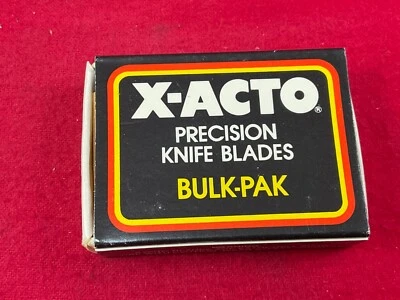 X-ACTO®
PRECISION
KNIFE BLADES
BULK-PAK